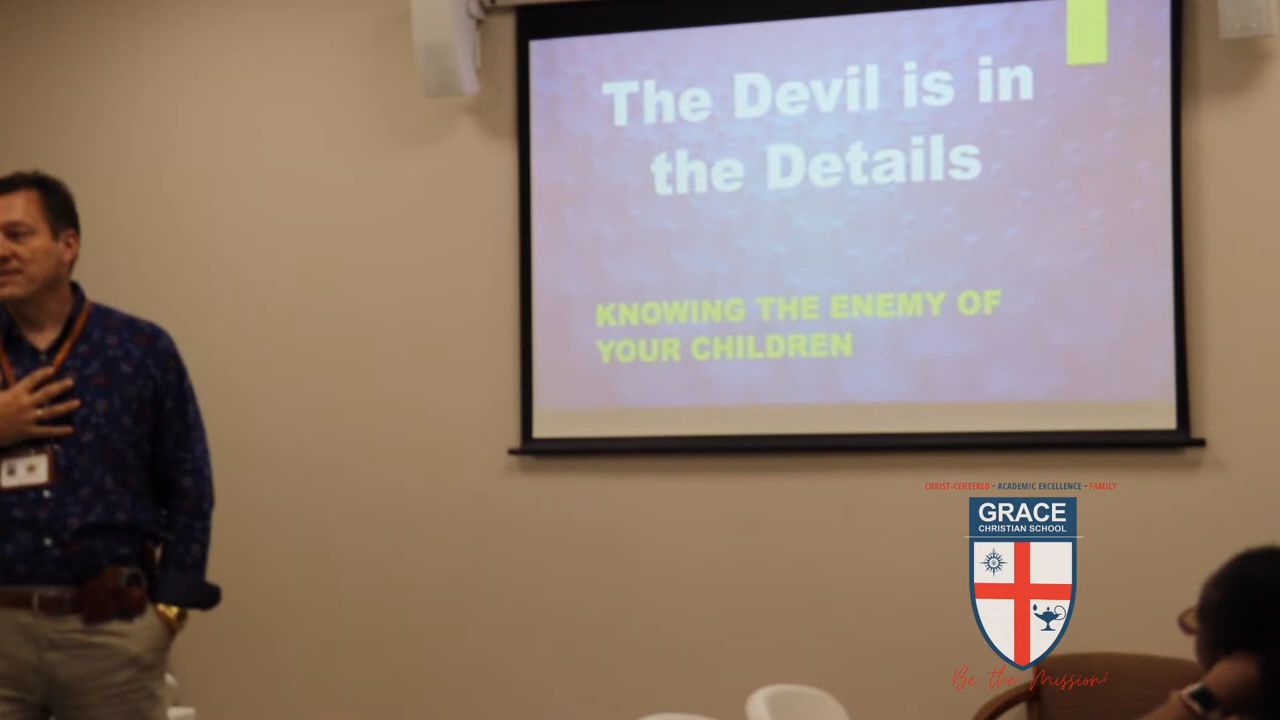 The Devil is in
the Details
KNOWING THE ENEMY OF
YOUR CHILDREN
CHRIST-CENTERED • ACADEMIC EXCELLENCE • FAMILY
GRACE
CHRISTIAN SCHOOL
Be the Mission!